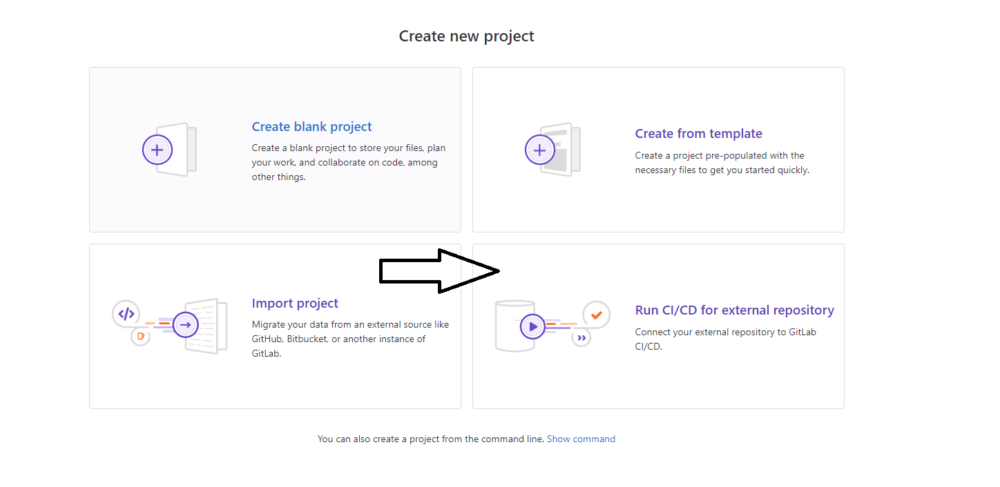 Create new project
Create blank project
Create a blank project to store your files, plan
your work, and collaborate on code, among
other things.
Create from template
Create a project pre-populated with the
necessary files to get you started quickly.
Import project
Migrate your data from an external source like
GitHub, Bitbucket, or another instance of
GitLab.
Run CI/CD for external repository
Connect your external repository to GitLab
CI/CD.
You can also create a project from the command line. Show command